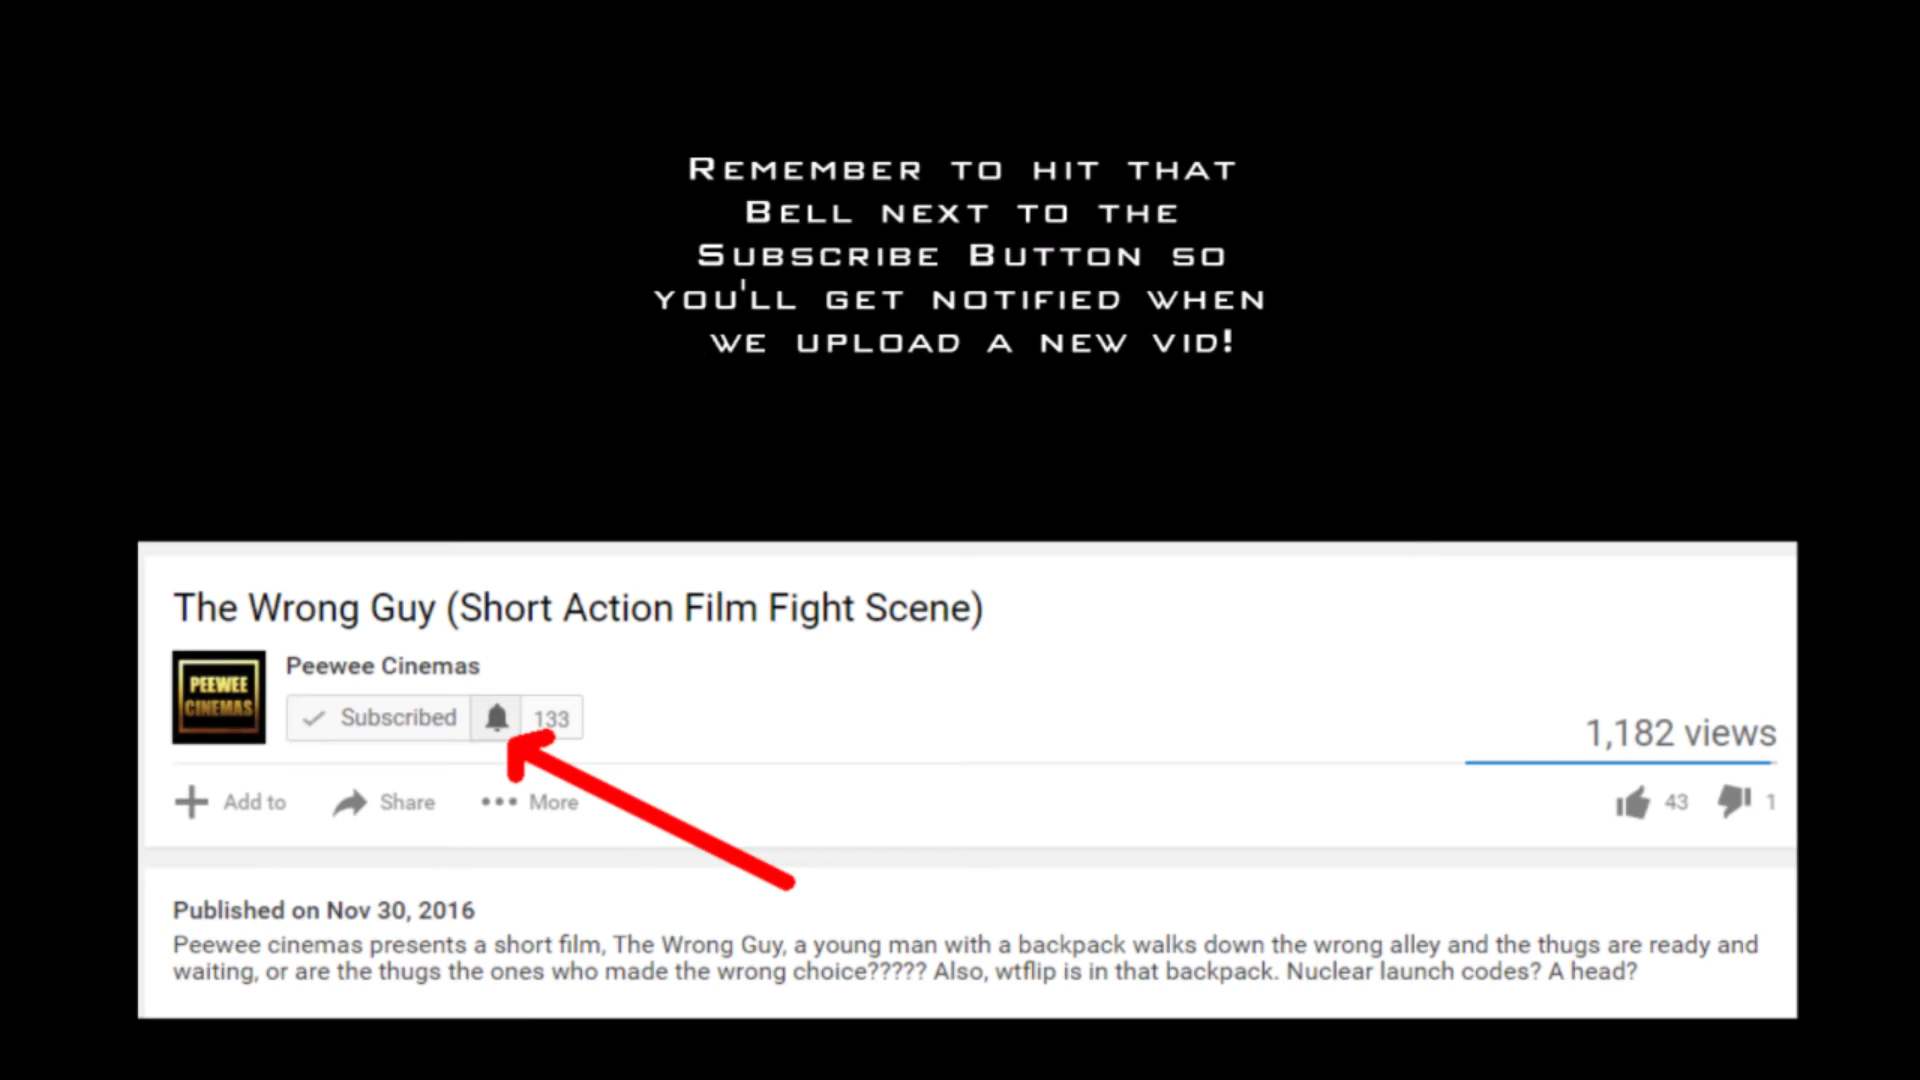 Remember to hit that
Bell next to the
Subscribe Button so
you'll get notified when
we upload a new vid!
The Wrong Guy (Short Action Film Fight Scene)
PEEWEE
CINEMAS
Peewee Cinemas
Subscribed
133
1,182 views
Add to
Share
More
43
1
Published on Nov 30, 2016
Peewee cinemas presents a short film, The Wrong Guy, a young man with a backpack walks down the wrong alley and the thugs are ready and
waiting, or are the thugs the ones who made the wrong choice????? Also, wtflip is in that backpack. Nuclear launch codes? A head?